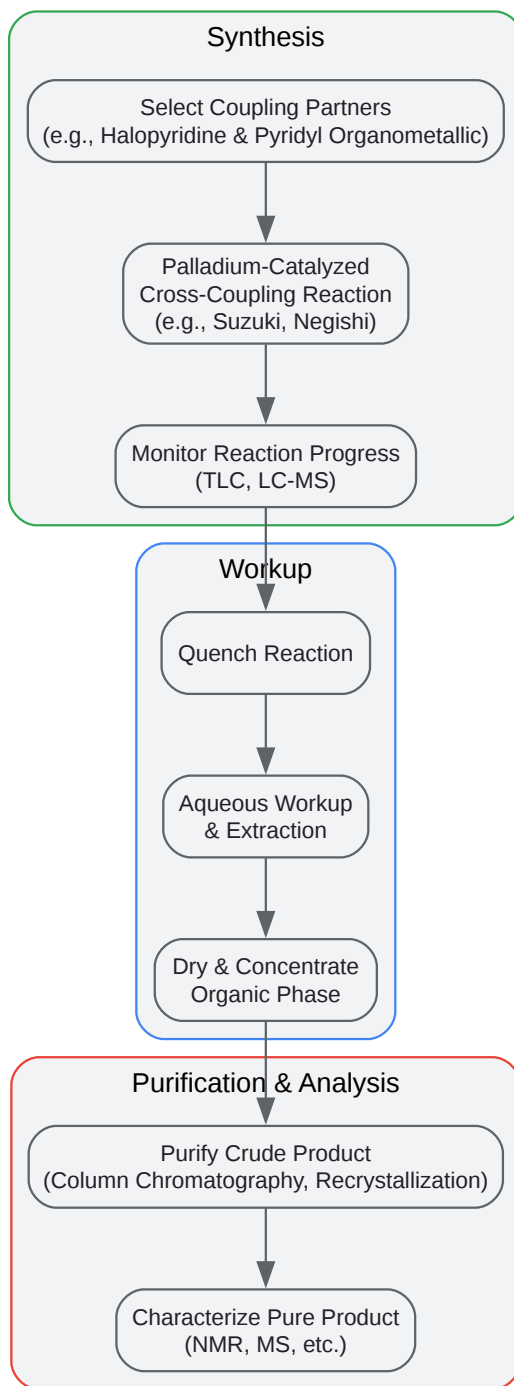 Synthesis
Select Coupling Partners
(e.g., Halopyridine & Pyridyl Organometallic)
Palladium-Catalyzed
Cross-Coupling Reaction
(e.g., Suzuki, Negishi)
Monitor Reaction Progress
(TLC, LC-MS)
Workup
Quench Reaction
Aqueous Workup
& Extraction
Dry & Concentrate
Organic Phase
Purification & Analysis
Purify Crude Product
(Column Chromatography, Recrystallization)
Characterize Pure Product
(NMR, MS, etc.)